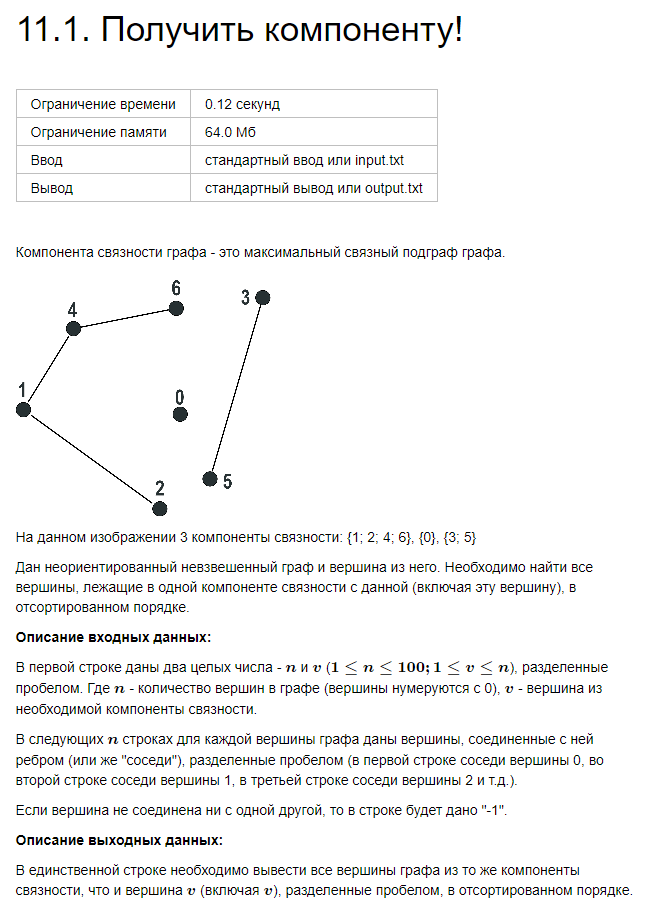 11.1. Получить компоненту!
Ограничение времени 0.12 секунд
Ограничение памяти 64.0 Мб
Ввод стандартный ввод или input.txt
Вывод стандартный вывод или output.txt
Компонента связности графа - это максимальный связный подграф графа.
6
3
4
1
0
2
5
На данном изображении 3 компоненты связности: {1; 2; 4; 6}, {0}, {3; 5}
Дан неориентированный невзвешенный граф и вершина из него. Необходимо найти все
вершины, лежащие в одной компоненте связности с данной (включая эту вершину), в
отсортированном порядке.
Описание входных данных:
В первой строке даны два целых числа - n и v (1 ≤ n ≤ 100; 1 ≤ v ≤ n), разделенные
пробелом. Где n - количество вершин в графе (вершины нумеруются с 0), v - вершина из
необходимой компоненты связности.
В следующих n строках для каждой вершины графа даны вершины, соединенные с ней
ребром (или же "соседи"), разделенные пробелом (в первой строке соседи вершины 0, во
второй строке соседи вершины 1, в третьей строке соседи вершины 2 и т.д.).
Если вершина не соединена ни с одной другой, то в строке будет дано "-1".
Описание выходных данных:
В единственной строке необходимо вывести все вершины графа из то же компоненты
связности, что и вершина v (включая v), разделенные пробелом, в отсортированном порядке.